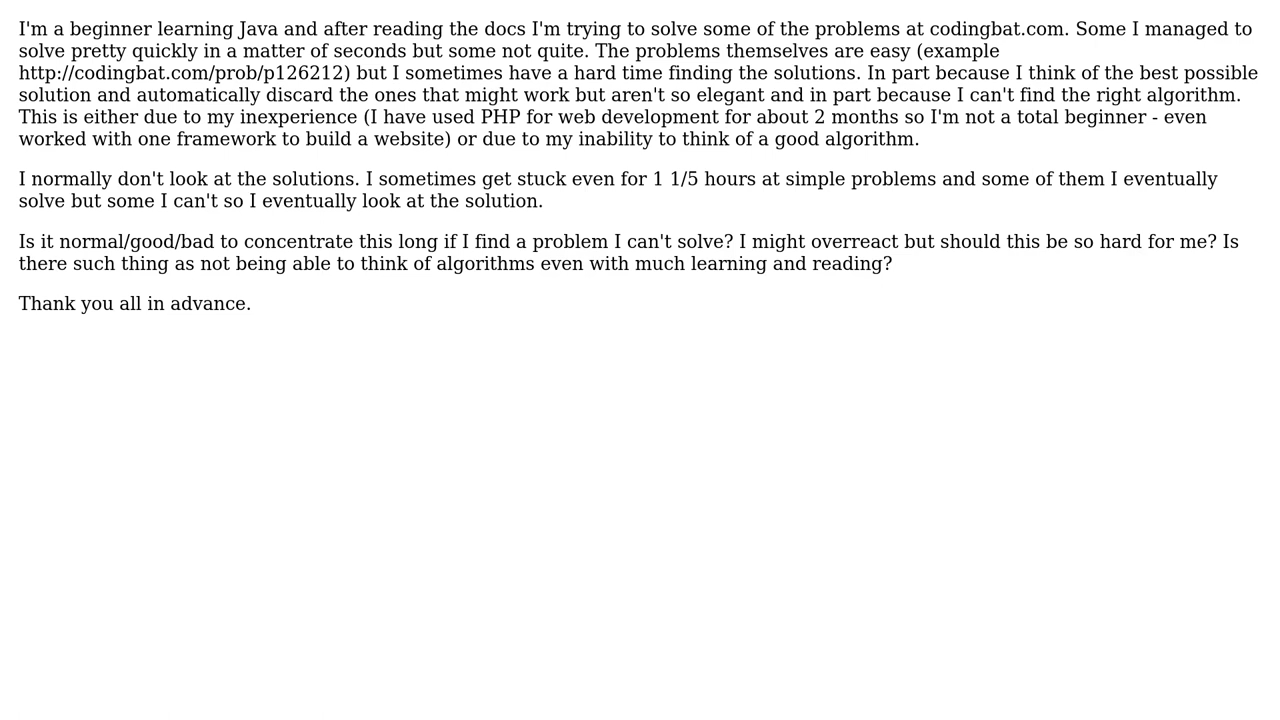 I'm a beginner learning Java and after reading the docs I'm trying to solve some of the problems at codingbat.com. Some I managed to
solve pretty quickly in a matter of seconds but some not quite. The problems themselves are easy (example
http://codingbat.com/prob/p126212) but I sometimes have a hard time finding the solutions. In part because I think of the best possible
solution and automatically discard the ones that might work but aren't so elegant and in part because I can't find the right algorithm.
This is either due to my inexperience (I have used PHP for web development for about 2 months so I'm not a total beginner - even
worked with one framework to build a website) or due to my inability to think of a good algorithm.
I normally don't look at the solutions. I sometimes get stuck even for 1 1/5 hours at simple problems and some of them I eventually
solve but some I can't so I eventually look at the solution.
Is it normal/good/bad to concentrate this long if I find a problem I can't solve? I might overreact but should this be so hard for me? Is
there such thing as not being able to think of algorithms even with much learning and reading?
Thank you all in advance.